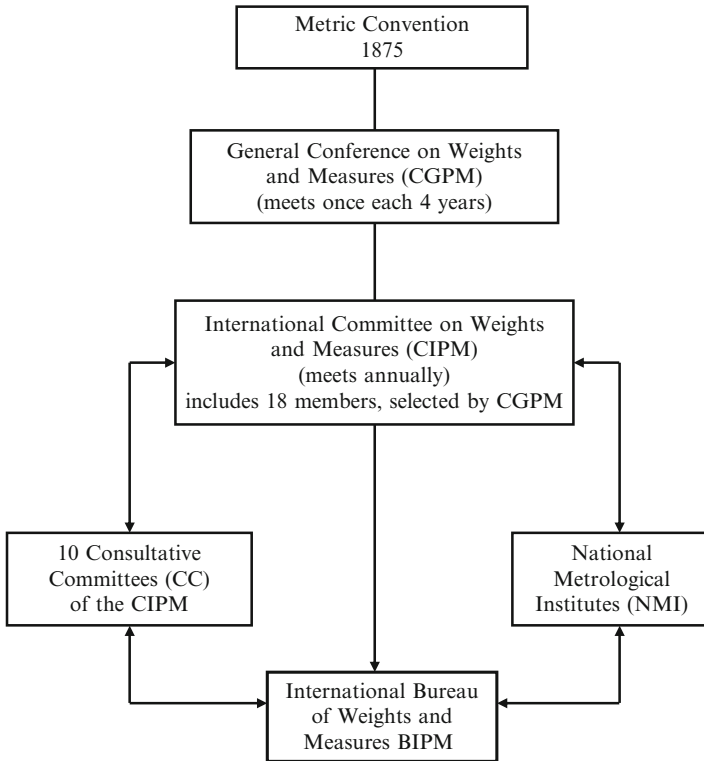 Metric Convention
1875
General Conference on Weights
and Measures (CGPM)
(meets once each 4 years)
International Committee on Weights
and Measures (CIPM)
(meets annually)
includes 18 members, selected by CGPM
10 Consultative
Committees (CC)
of the CIPM
National
Metrological
Institutes (NMI)
International Bureau
of Weights and
Measures BIPM